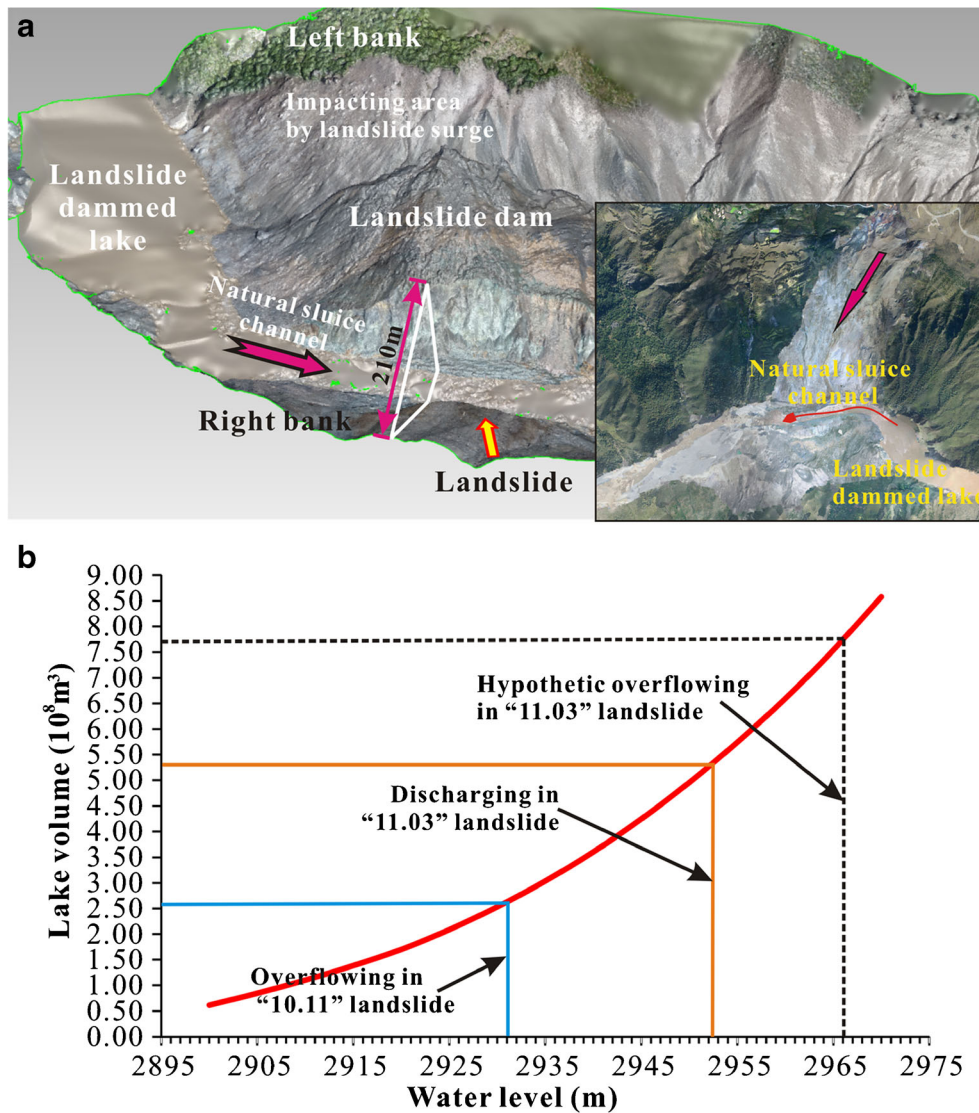 a
Left bank
Impacting area
by landslide surge
Landslide
dammed
lake
Landslide dam
Natural sluice
channel
210m
Right bank
Landslide
Natural sluice
channel
Landslide
dammed lake
b
9.00
8.50
8.00
7.50
7.00
6.50
6.00
5.50
5.00
4.50
4.00
3.50
3.00
2.50
2.00
1.50
1.00
0.50
0.00
Lake volume (10⁸m³)
Hypothetic overflowing
in “11.03” landslide
Discharging in
“11.03” landslide
Overflowing in
“10.11” landslide
2895 2905 2915 2925 2935 2945 2955 2965 2975
Water level (m)